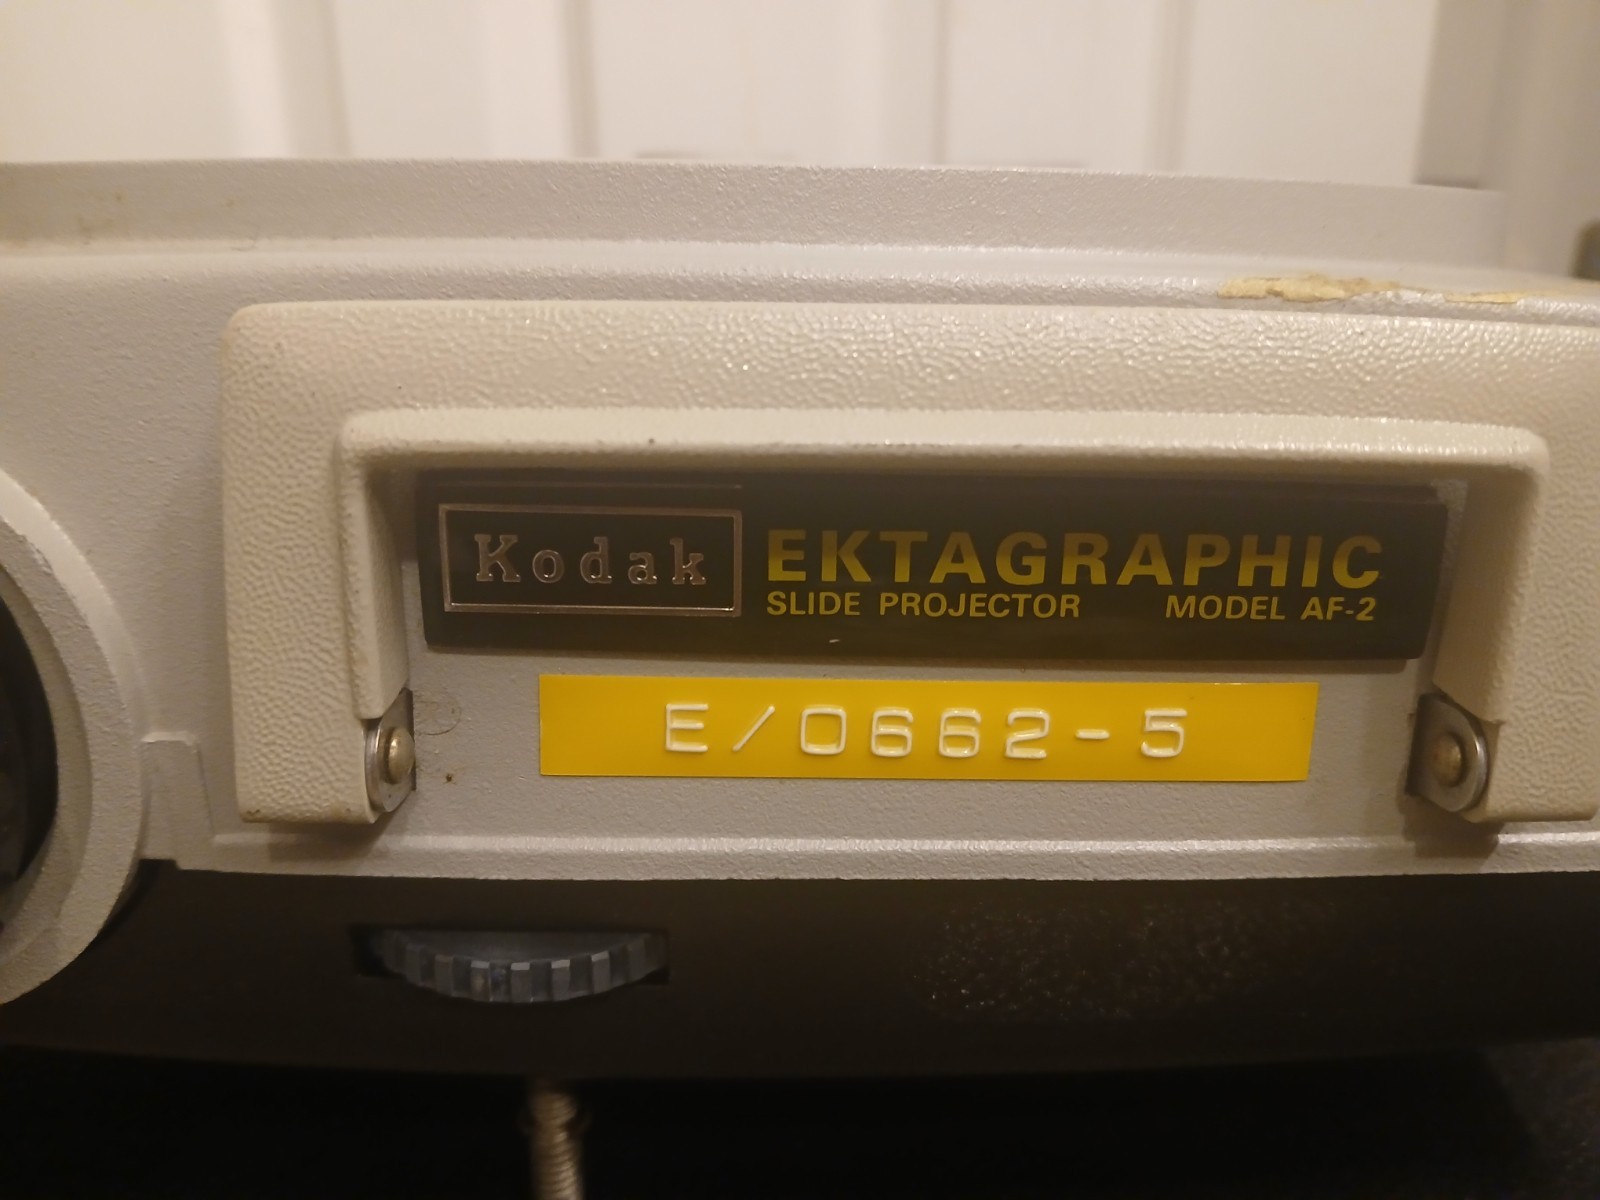 Kodak EKTAGRAPHIC
SLIDE PROJECTOR MODEL AF-2
E/0662-5